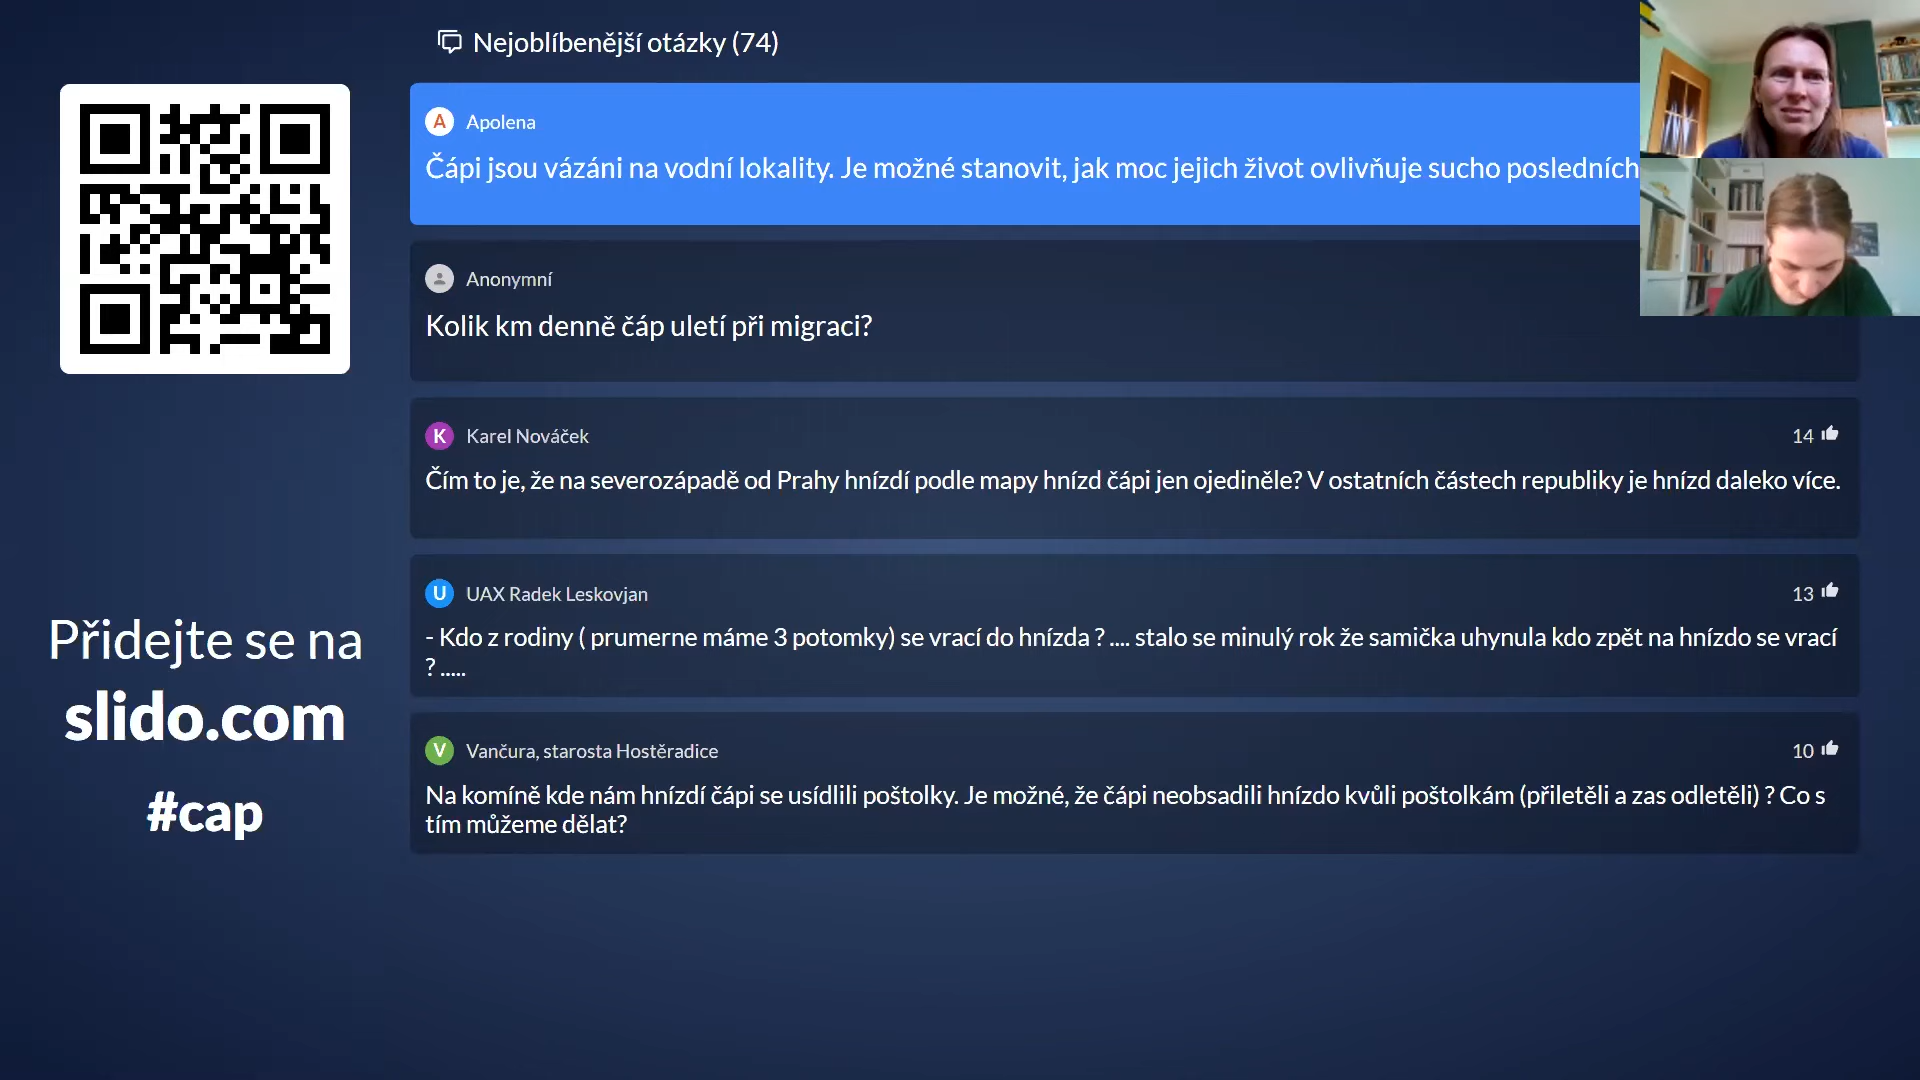 Nejoblíbenější otázky (74)
A Apolena
Čápi jsou vázáni na vodní lokality. Je možné stanovit, jak moc jejich život ovlivňuje sucho posledních
Anonymní
Kolik km denně čáp uletí při migraci?
K Karel Nováček 14
Čím to je, že na severozápadě od Prahy hnízdí podle mapy hnízd čápi jen ojediněle? V ostatních částech republiky je hnízd daleko více.
U UAX Radek Leskovjan 13
- Kdo z rodiny ( prumerne máme 3 potomky) se vrací do hnízda ? .... stalo se minulý rok že samička uhynula kdo zpět na hnízdo se vrací
? .....
V Vančura, starosta Hostěradice 10
Na komíně kde nám hnízdí čápi se usídlili poštolky. Je možné, že čápi neobsadili hnízdo kvůli poštolkám (přiletěli a zas odletěli) ? Co s
tím můžeme dělat?
Přidejte se na
slido.com
#cap